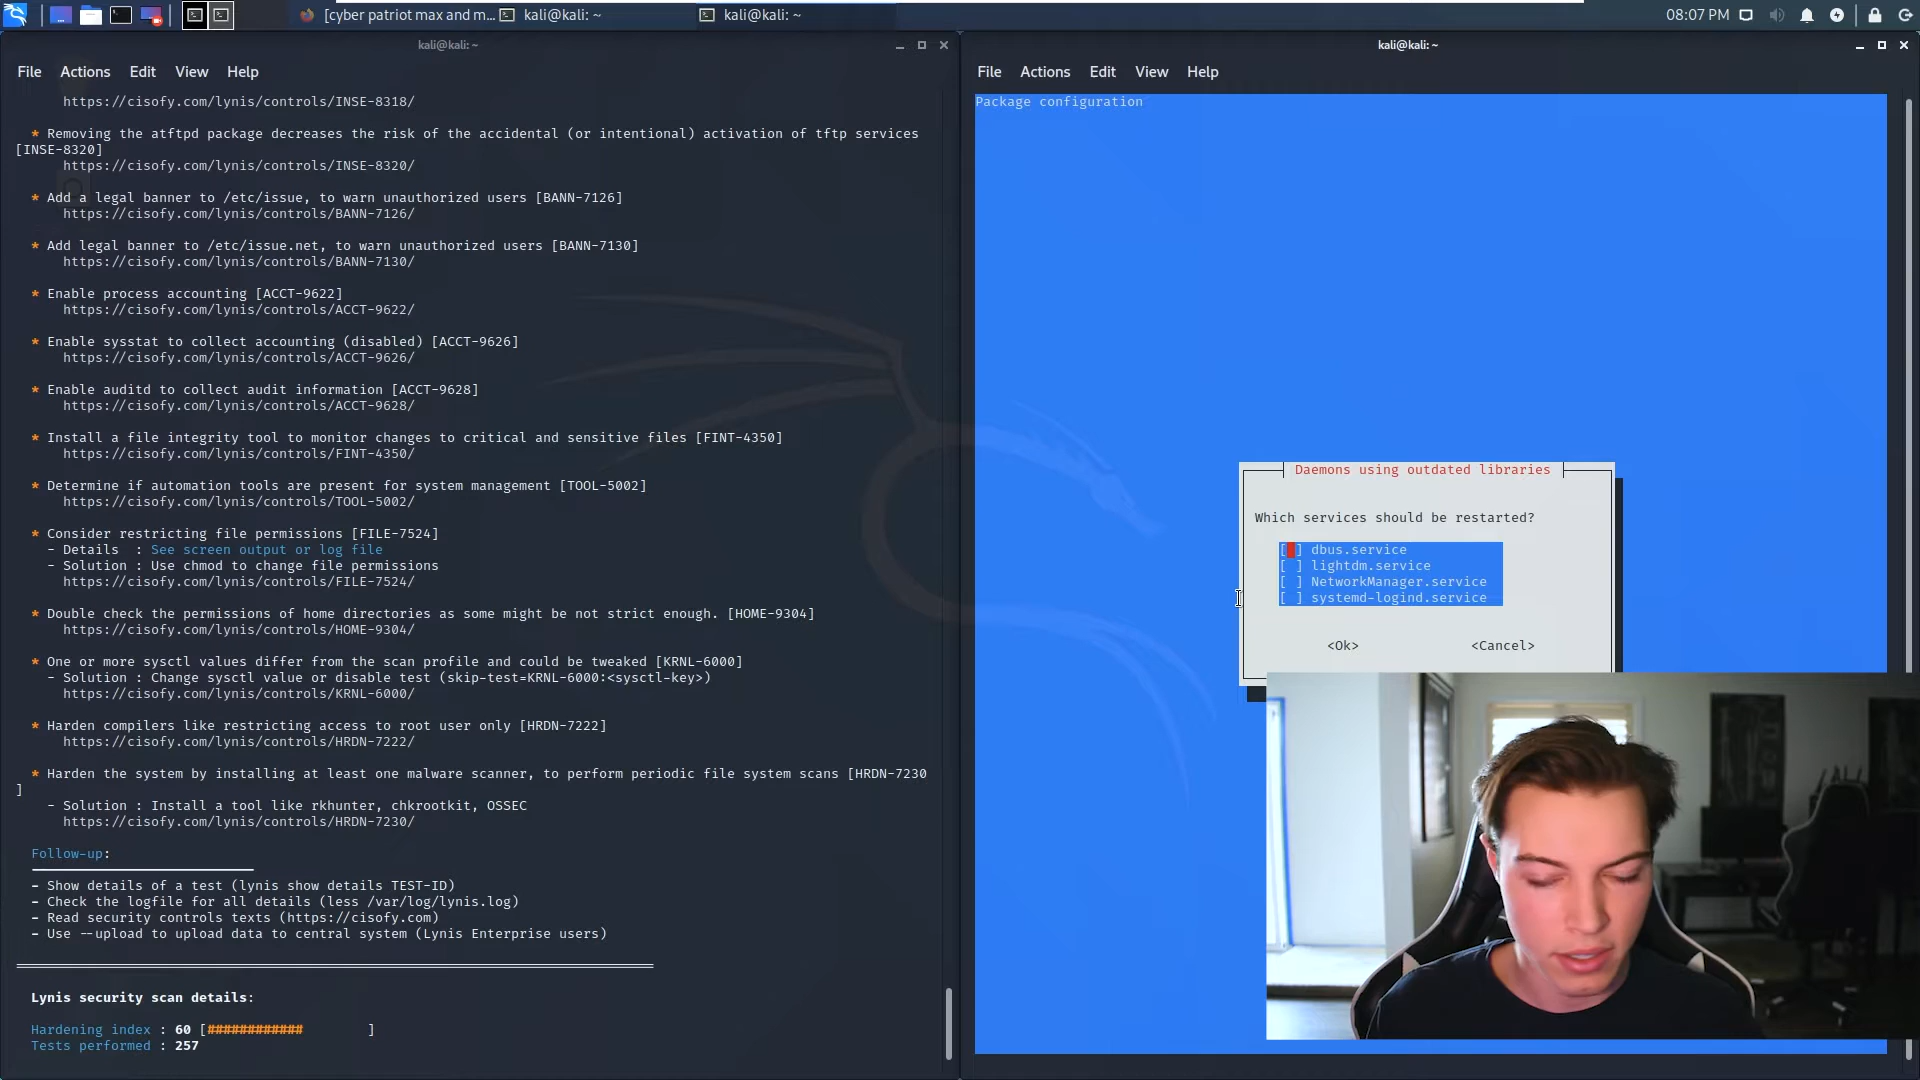 [cyber patriot max and m...
kali@kali: ~
kali@kali: ~
08:07 PM
kali@kali: ~
File Actions Edit View Help
https://cisofy.com/lynis/controls/INSE-8318/
* Removing the atftpd package decreases the risk of the accidental (or intentional) activation of tftp services
[INSE-8320]
https://cisofy.com/lynis/controls/INSE-8320/
* Add a legal banner to /etc/issue, to warn unauthorized users [BANN-7126]
https://cisofy.com/lynis/controls/BANN-7126/
* Add legal banner to /etc/issue.net, to warn unauthorized users [BANN-7130]
https://cisofy.com/lynis/controls/BANN-7130/
* Enable process accounting [ACCT-9622]
https://cisofy.com/lynis/controls/ACCT-9622/
* Enable sysstat to collect accounting (disabled) [ACCT-9626]
https://cisofy.com/lynis/controls/ACCT-9626/
* Enable auditd to collect audit information [ACCT-9628]
https://cisofy.com/lynis/controls/ACCT-9628/
* Install a file integrity tool to monitor changes to critical and sensitive files [FINT-4350]
https://cisofy.com/lynis/controls/FINT-4350/
* Determine if automation tools are present for system management [TOOL-5002]
https://cisofy.com/lynis/controls/TOOL-5002/
* Consider restricting file permissions [FILE-7524]
- Details  : See screen output or log file
- Solution : Use chmod to change file permissions
https://cisofy.com/lynis/controls/FILE-7524/
* Double check the permissions of home directories as some might be not strict enough. [HOME-9304]
https://cisofy.com/lynis/controls/HOME-9304/
* One or more sysctl values differ from the scan profile and could be tweaked [KRNL-6000]
- Solution : Change sysctl value or disable test (skip-test=KRNL-6000:<sysctl-key>)
https://cisofy.com/lynis/controls/KRNL-6000/
* Harden compilers like restricting access to root user only [HRDN-7222]
https://cisofy.com/lynis/controls/HRDN-7222/
* Harden the system by installing at least one malware scanner, to perform periodic file system scans [HRDN-7230
]
- Solution : Install a tool like rkhunter, chkrootkit, OSSEC
https://cisofy.com/lynis/controls/HRDN-7230/
Follow-up:
- Show details of a test (lynis show details TEST-ID)
- Check the logfile for all details (less /var/log/lynis.log)
- Read security controls texts (https://cisofy.com)
- Use --upload to upload data to central system (Lynis Enterprise users)
Lynis security scan details:
Hardening index : 60 [############        ]
Tests performed : 257
kali@kali: ~
File Actions Edit View Help
Package configuration
Daemons using outdated libraries
Which services should be restarted?
[ ] dbus.service
[ ] lightdm.service
[ ] NetworkManager.service
[ ] systemd-logind.service
<Ok> <Cancel>